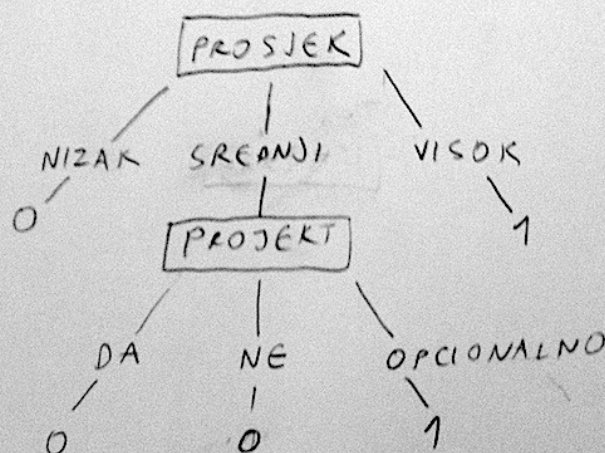 PROSJEK
NIZAK SREDNJI VISOK
0 1
PROJEKT
DA NE OPCIONALNO
0 0 1